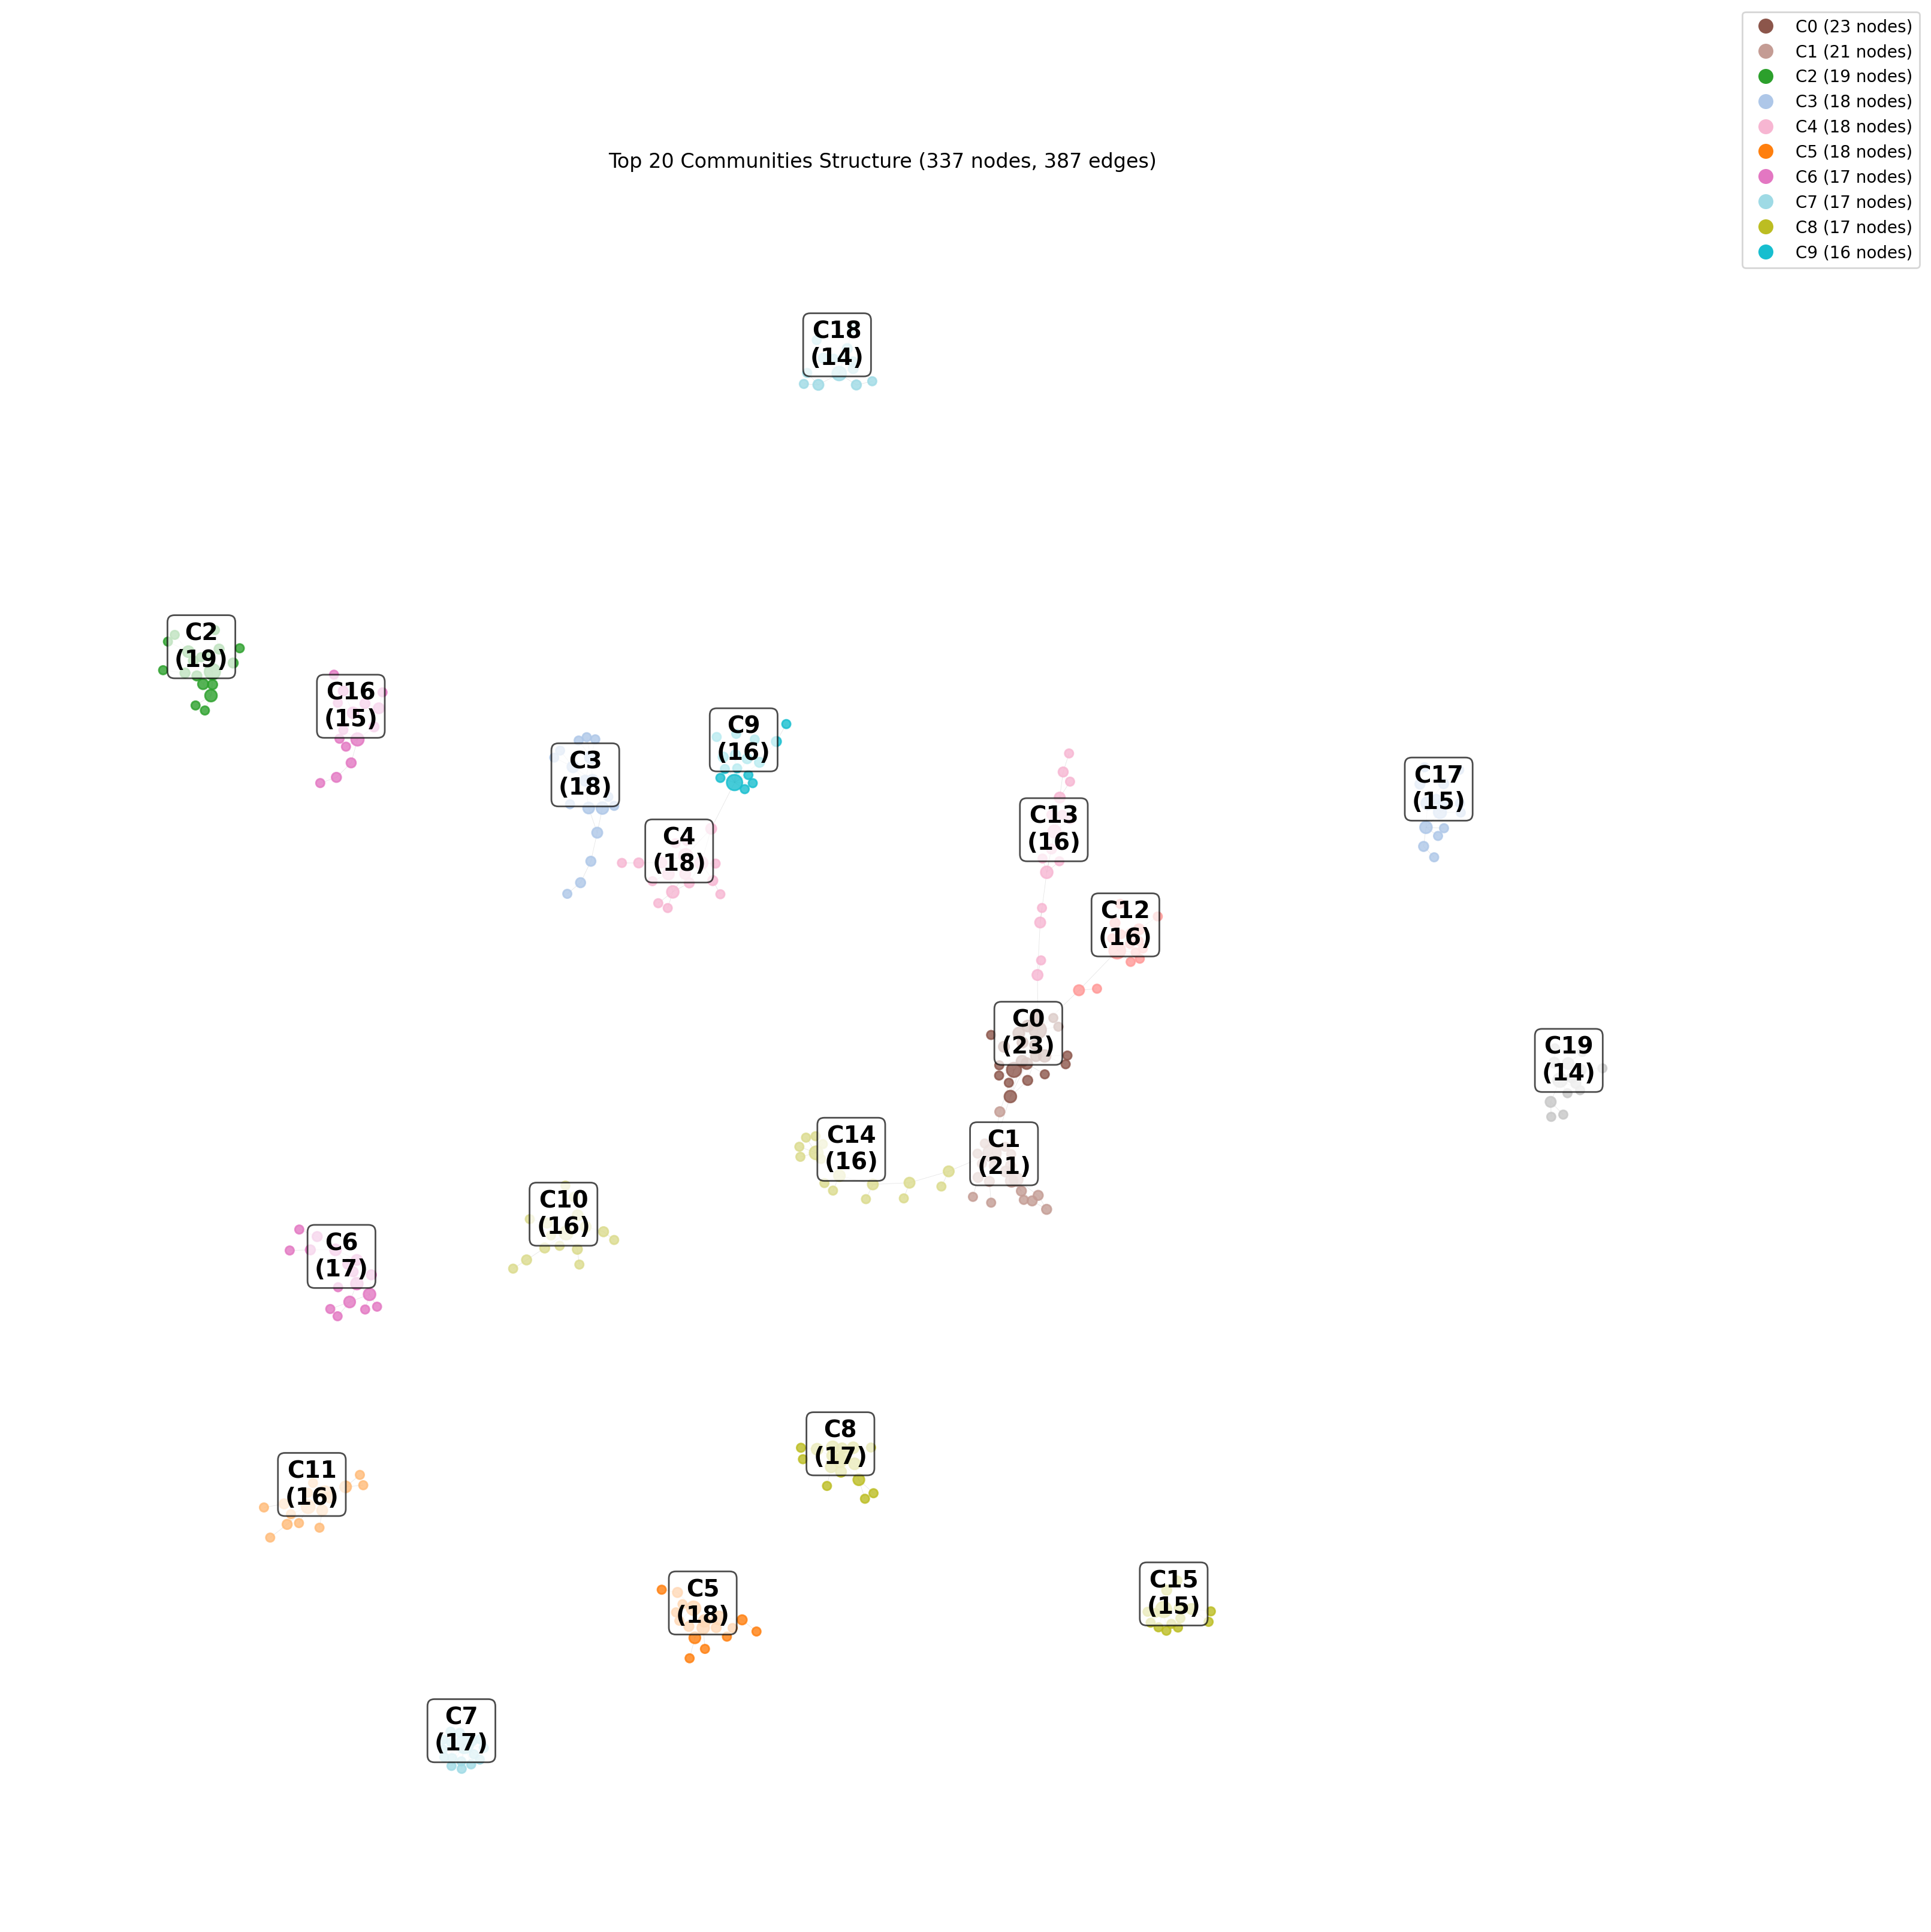 C0 (23 nodes)
C1 (21 nodes)
C2 (19 nodes)
C3 (18 nodes)
C4 (18 nodes)
C5 (18 nodes)
C6 (17 nodes)
C7 (17 nodes)
C8 (17 nodes)
C9 (16 nodes)
Top 20 Communities Structure (337 nodes, 387 edges)
C18
(14)
C2
(19)
C16
(15)
C9
(16)
C3
(18)
C17
(15)
C13
(16)
C4
(18)
C12
(16)
C0
(23)
C19
(14)
C14
(16)
C1
(21)
C10
(16)
C6
(17)
C8
(17)
C11
(16)
C15
(15)
C5
(18)
C7
(17)